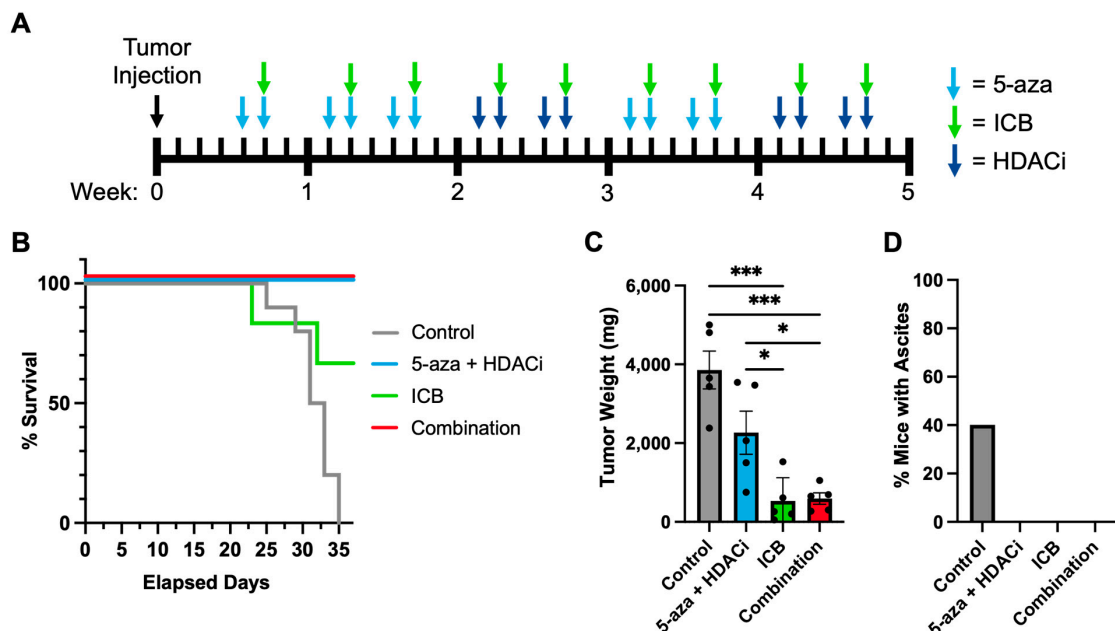 A
Tumor
Injection
= 5-aza
= ICB
= HDACi
Week: 0 1 2 3 4 5
B
% Survival
100
50
0
0 5 10 15 20 25 30 35
Elapsed Days
Control
5-aza + HDACi
ICB
Combination
C
Tumor Weight (mg)
6,000
4,000
2,000
0
***
***
*
*
Control
5-aza + HDACi
ICB
Combination
D
% Mice with Ascites
100
80
60
40
20
0
Control
5-aza + HDACi
ICB
Combination